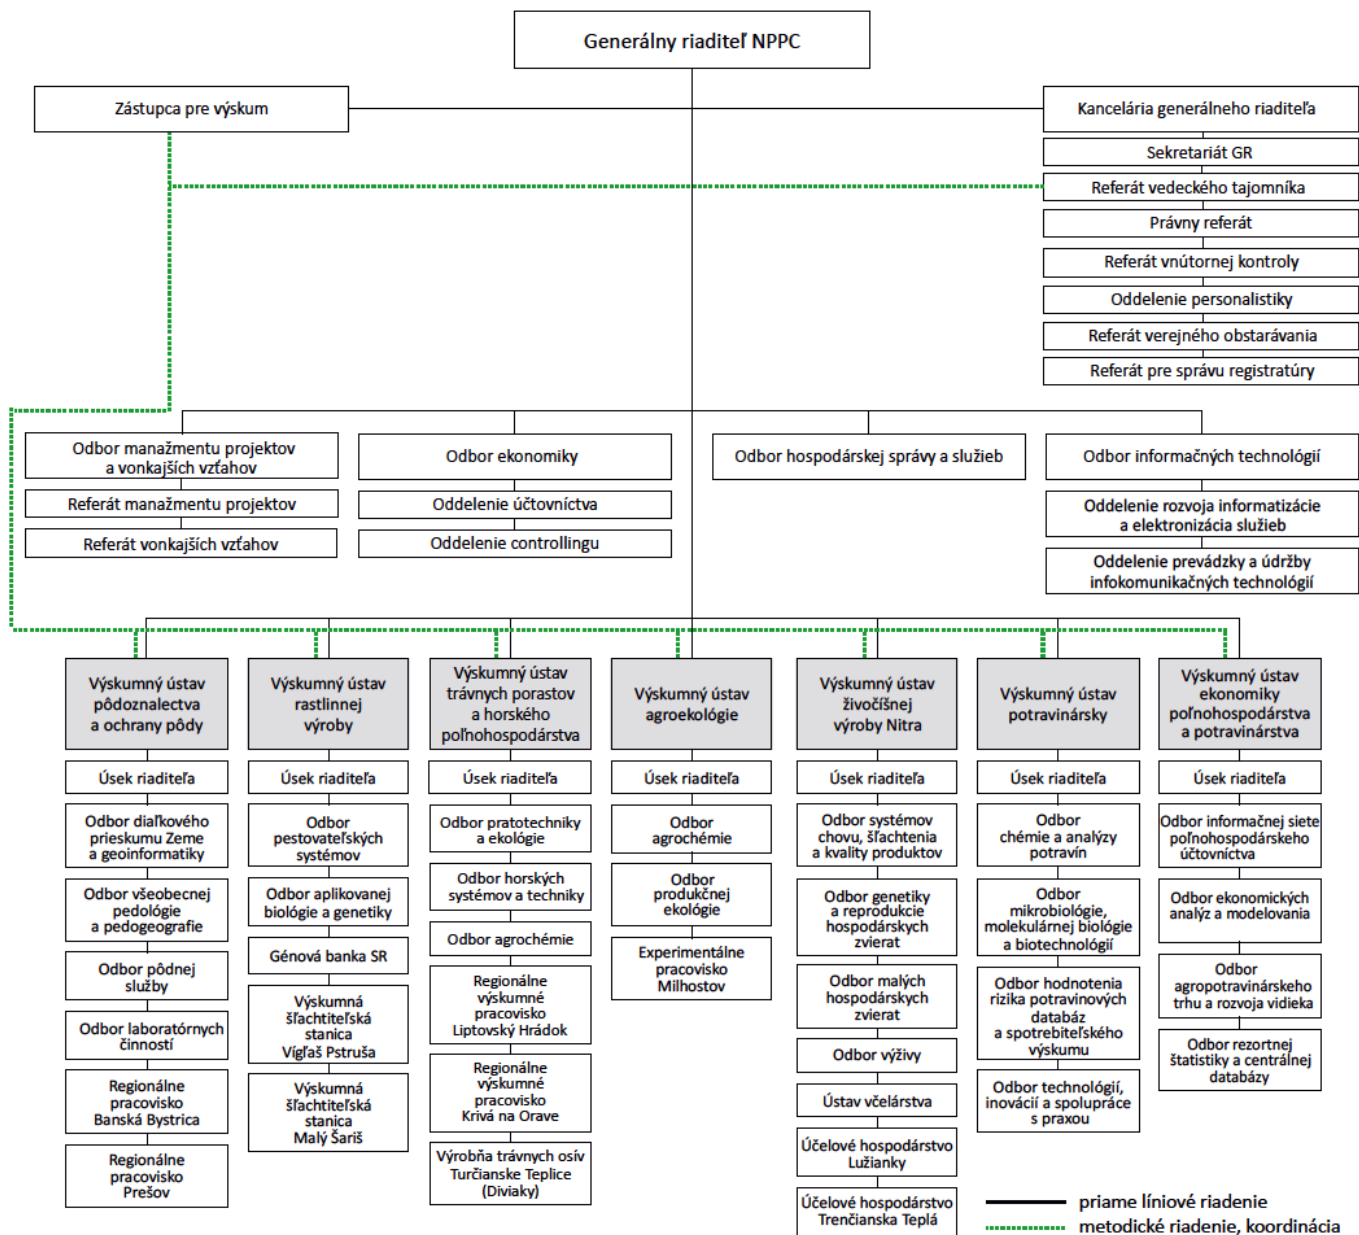 Generálny riaditeľ NPPC
Zástupca pre výskum
Kancelária generálneho riaditeľa
Sekretariát GR
Referát vedeckého tajomníka
Právny referát
Referát vnútornej kontroly
Oddelenie personalistiky
Referát verejného obstarávania
Referát pre správu registratúry
Odbor manažmentu projektov
a vonkajších vzťahov
Referát manažmentu projektov
Referát vonkajších vzťahov
Odbor ekonomiky
Oddelenie účtovníctva
Oddelenie controllingu
Odbor hospodárskej správy a služieb
Odbor informačných technológií
Oddelenie rozvoja informatizácie
a elektronizácia služieb
Oddelenie prevádzky a údržby
infokomunikačných technológií
Výskumný ústav
pôdoznalectva
a ochrany pôdy
Úsek riaditeľa
Odbor diaľkového
prieskumu Zeme
a geoinformatiky
Odbor všeobecnej
pedológie
a pedogeografie
Odbor pôdnej
služby
Odbor laboratórnych
činností
Regionálne
pracovisko
Banská Bystrica
Regionálne
pracovisko
Prešov
Výskumný ústav
rastlinnej
výroby
Úsek riaditeľa
Odbor
pestovateľských
systémov
Odbor aplikovanej
biológie a genetiky
Génová banka SR
Výskumná
šľachtiteľská
stanica
Vígľaš Pstruša
Výskumná
šľachtiteľská
stanica
Malý Šariš
Výskumný ústav
trávnych porastov
a horského
poľnohospodárstva
Úsek riaditeľa
Odbor pratotechniky
a ekológie
Odbor horských
systémov a techniky
Odbor agrochémie
Regionálne
výskumné
pracovisko
Liptovský Hrádok
Regionálne
výskumné
pracovisko
Krivá na Orave
Výrobňa trávnych osív
Turčianske Teplice
(Diviaky)
Výskumný ústav
agroekológie
Úsek riaditeľa
Odbor
agrochémie
Odbor
produkčnej
ekológie
Experimentálne
pracovisko
Milhostov
Výskumný ústav
živočíšnej
výroby Nitra
Úsek riaditeľa
Odbor systémov
chovu, šľachtenia
a kvality produktov
Odbor genetiky
a reprodukcie
hospodárskych
zvierat
Odbor malých
hospodárskych
zvierat
Odbor výživy
Ústav včelárstva
Účelové hospodárstvo
Lužianky
Účelové hospodárstvo
Trenčianska Teplá
Výskumný ústav
potravinársky
Úsek riaditeľa
Odbor
chémie a analýzy
potravín
Odbor
mikrobiológie,
molekulárnej biológie
a biotechnológií
Odbor hodnotenia
rizika potravinových
databáz
a spotrebiteľského
výskumu
Odbor technológií,
inovácií a spolupráce
s praxou
Výskumný ústav
ekonomiky
poľnohospodárstva
a potravinárstva
Úsek riaditeľa
Odbor informačnej siete
poľnohospodárskeho
účtovníctva
Odbor ekonomických
analýz a modelovania
Odbor
agropotravinárskeho
trhu a rozvoja vidieka
Odbor rezortnej
štatistiky a centrálnej
databázy
priame líniové riadenie
metodické riadenie, koordinácia